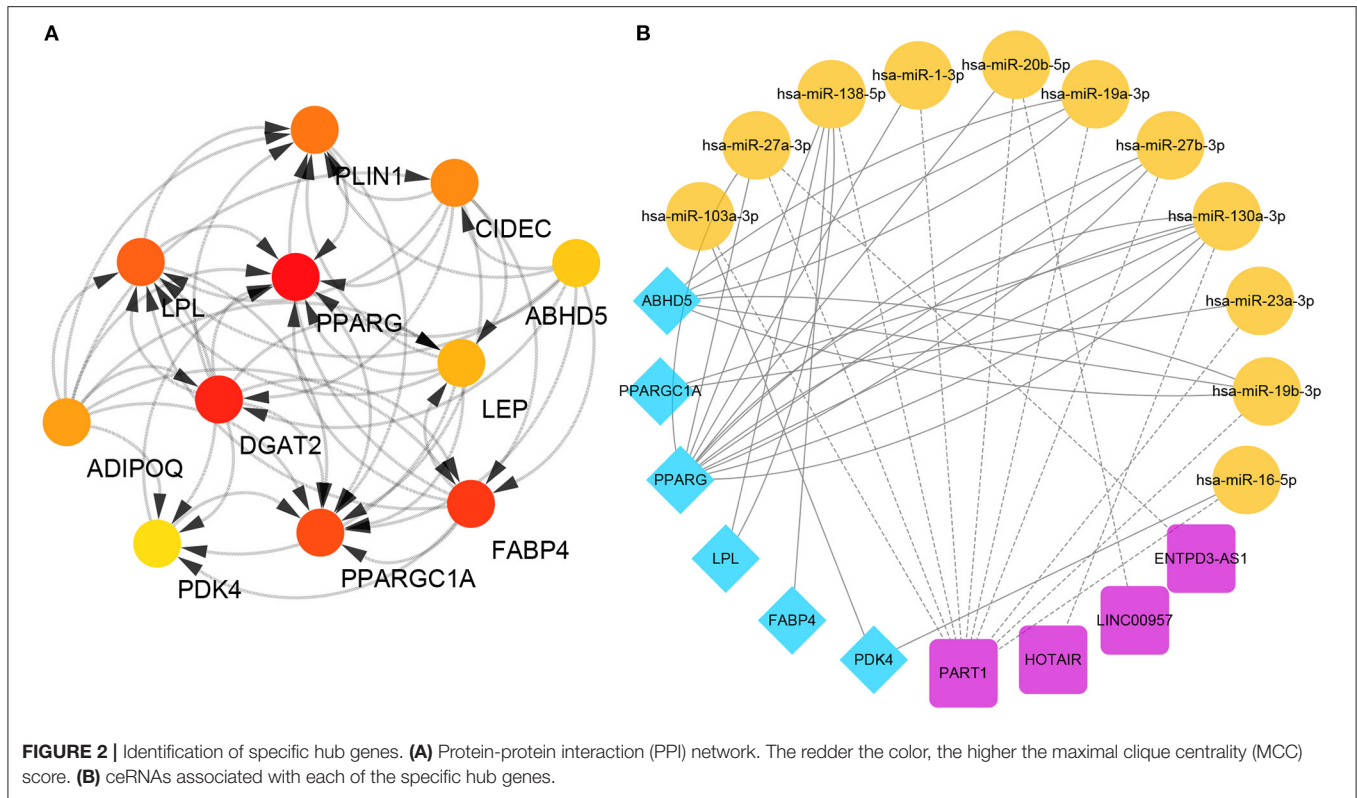 A
B
PLIN1
CIDEC
LPL
PPARG
ABHD5
LEP
DGAT2
ADIPOQ
FABP4
PPARGC1A
PDK4
hsa-miR-20b-5p
hsa-miR-1-3p
hsa-miR-138-5p
hsa-miR-19a-3p
hsa-miR-27a-3p
hsa-miR-27b-3p
hsa-miR-103a-3p
hsa-miR-130a-3p
ABHD5
hsa-miR-23a-3p
PPARGC1A
hsa-miR-19b-3p
PPARG
hsa-miR-16-5p
LPL
ENTPD3-AS1
FABP4
LINC00957
PDK4
PART1
HOTAIR
FIGURE 2 | Identification of specific hub genes. (A) Protein-protein interaction (PPI) network. The redder the color, the higher the maximal clique centrality (MCC)
score. (B) ceRNAs associated with each of the specific hub genes.